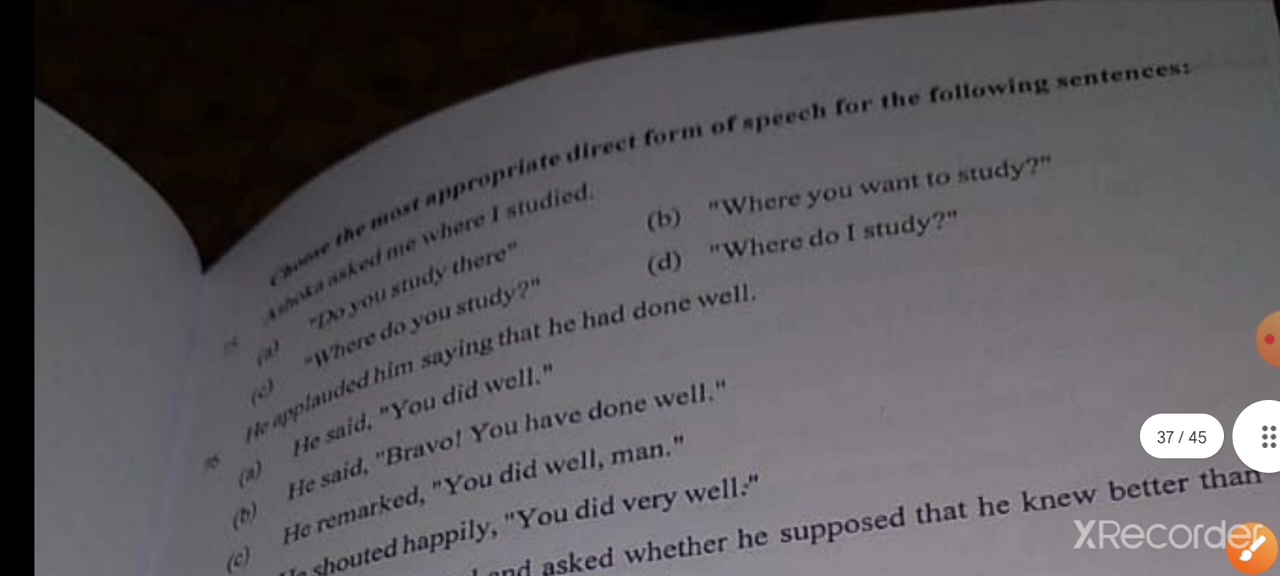 Choose the most appropriate direct form of speech for the following sentences:
Ashoka asked me where I studied.
(a) "Do you study there"
(b) "Where you want to study?"
(c) "Where do you study?"
(d) "Where do I study?"
He applauded him saying that he had done well.
(a) He said, "You did well."
(b) He said, "Bravo! You have done well."
(c) He remarked, "You did well, man."
shouted happily, "You did very well."
and asked whether he supposed that he knew better than
37 / 45
XRecorder